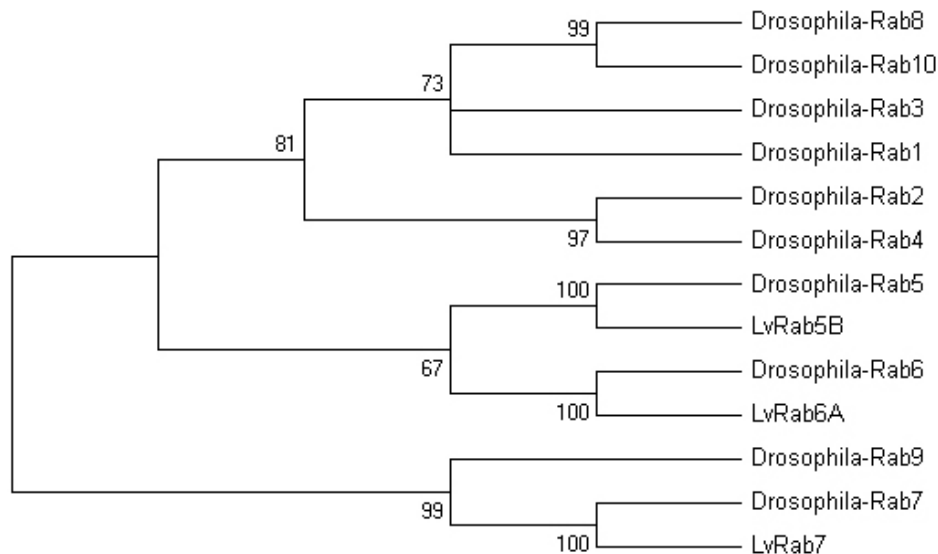 99
Drosophila-Rab8
Drosophila-Rab10
73
Drosophila-Rab3
81
Drosophila-Rab1
Drosophila-Rab2
97
Drosophila-Rab4
100
Drosophila-Rab5
LvRab5B
67
Drosophila-Rab6
100
LvRab6A
Drosophila-Rab9
99
Drosophila-Rab7
100
LvRab7